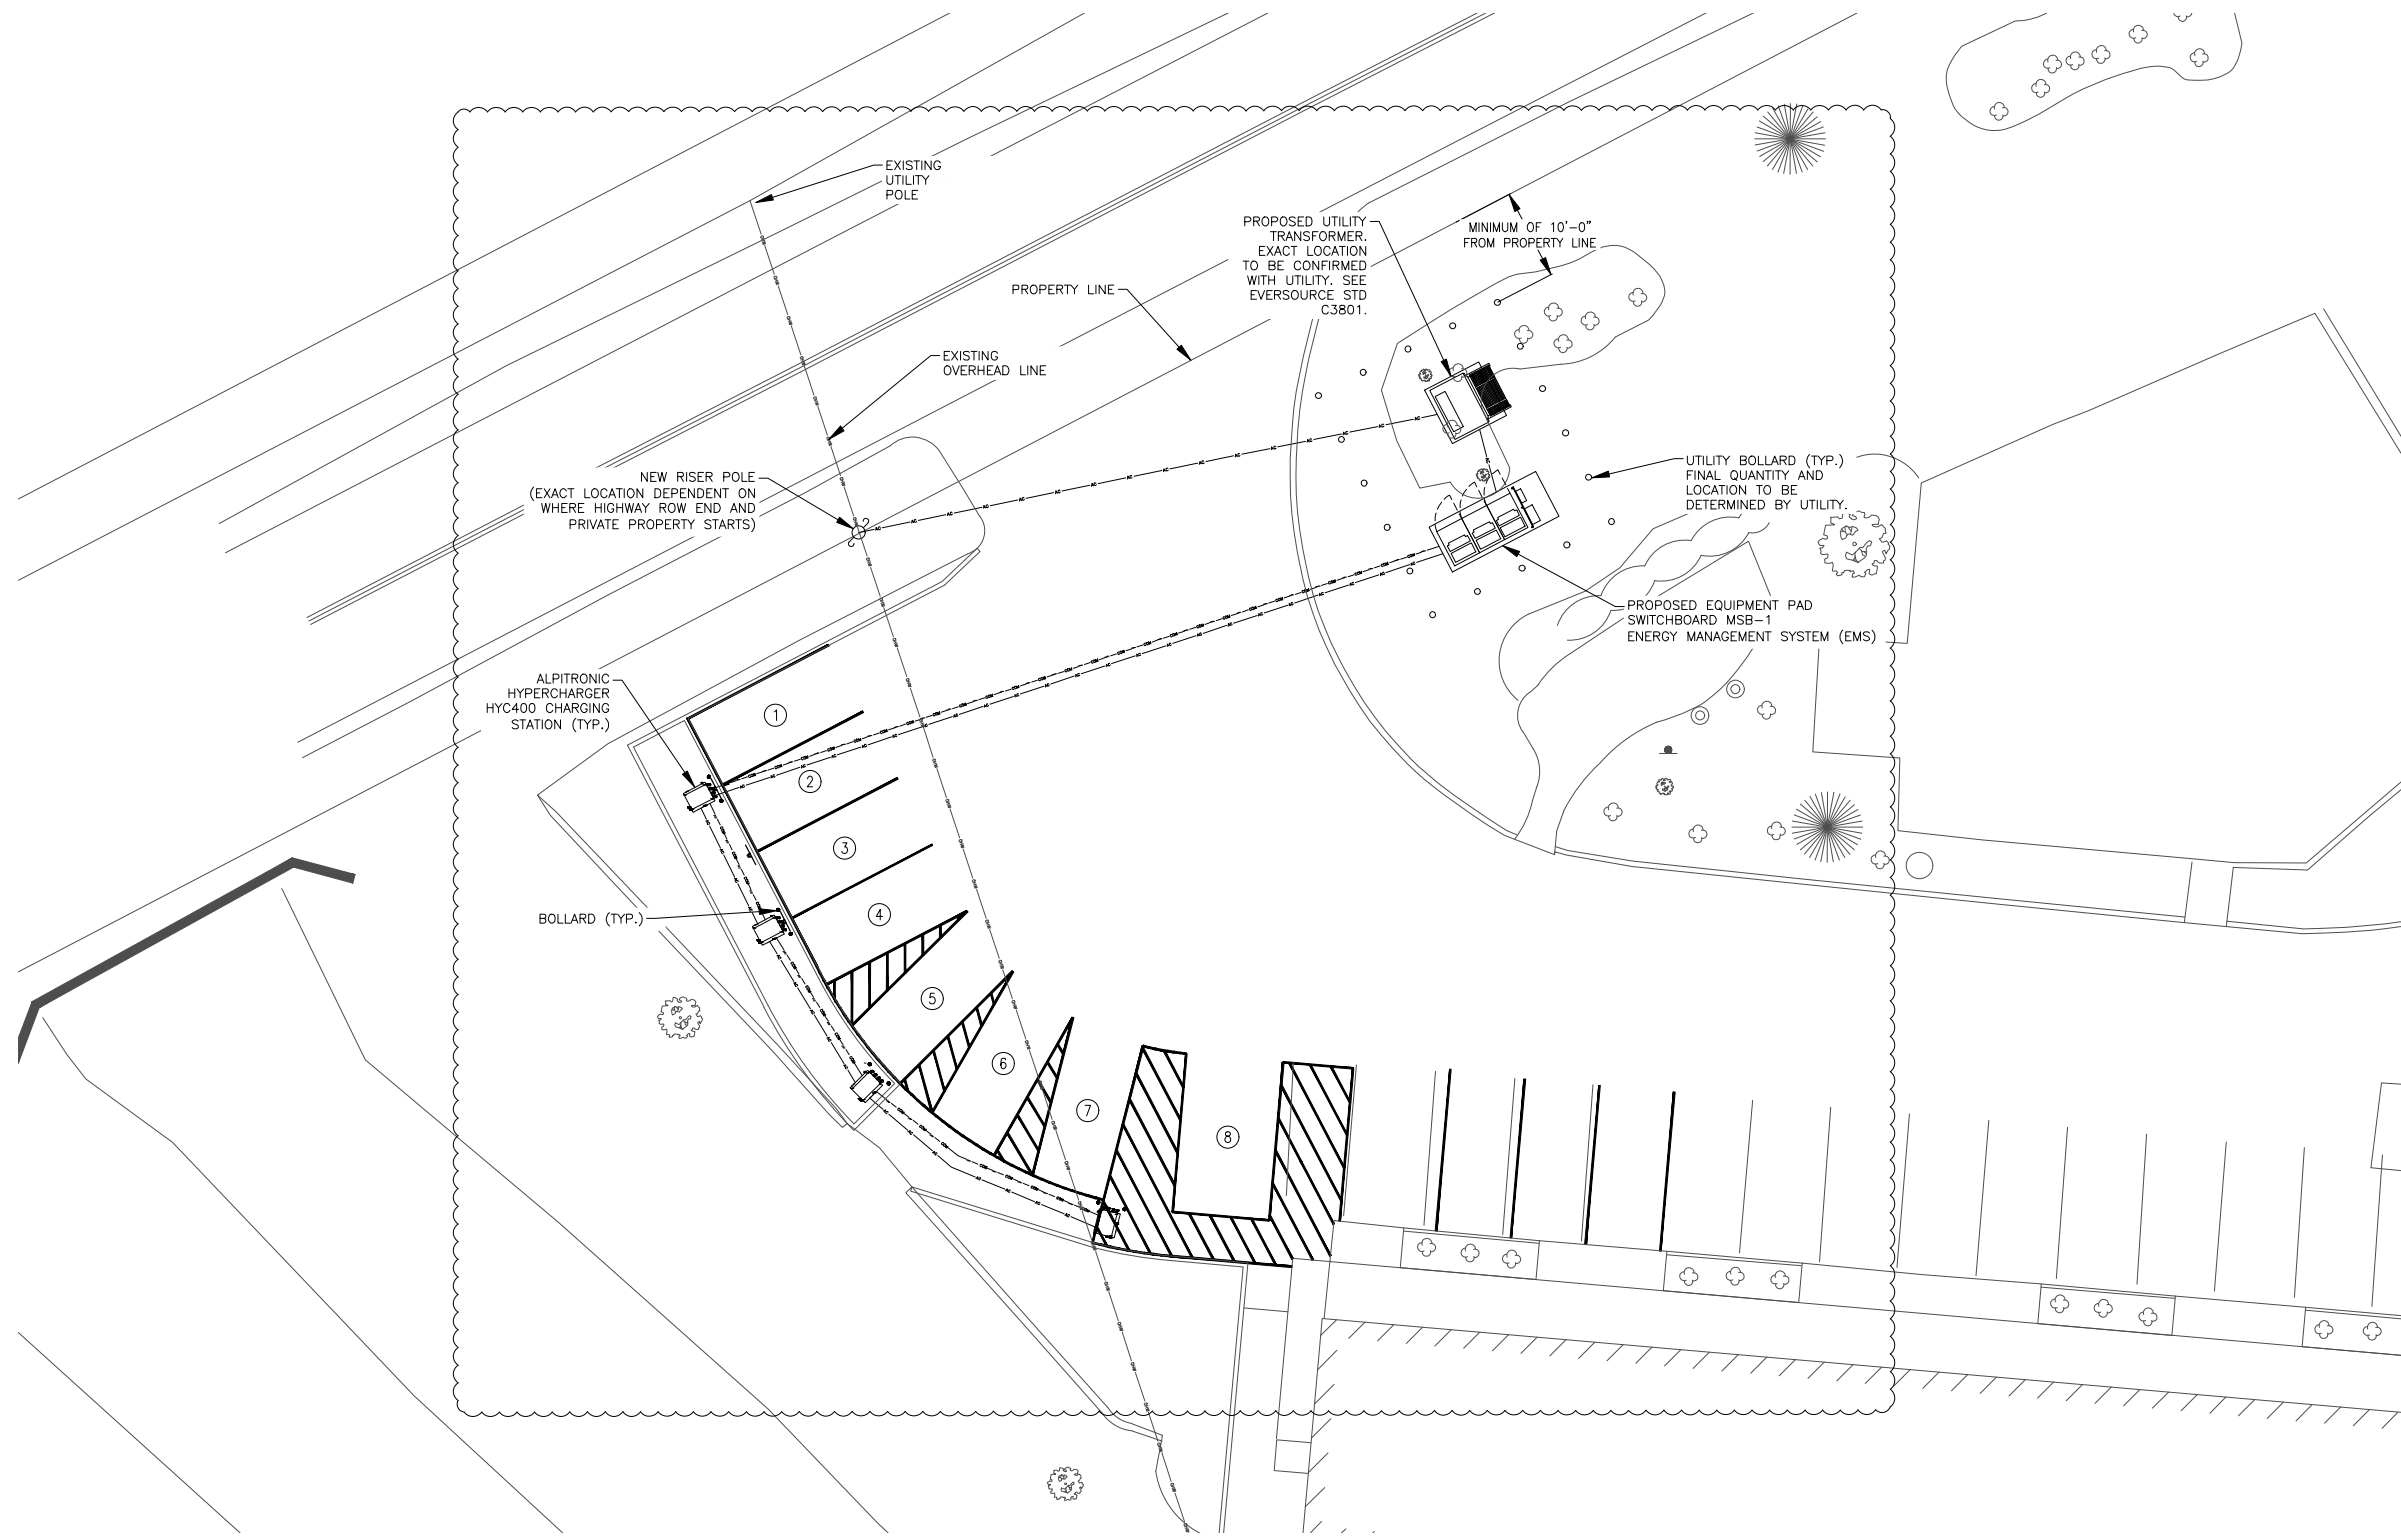 EXISTING
UTILITY
POLE
PROPOSED UTILITY
TRANSFORMER.
EXACT LOCATION
TO BE CONFIRMED
WITH UTILITY. SEE
EVERSOURCE STD
C3801.
MINIMUM OF 10'-0"
FROM PROPERTY LINE
PROPERTY LINE
EXISTING
OVERHEAD LINE
NEW RISER POLE
(EXACT LOCATION DEPENDENT ON
WHERE HIGHWAY ROW END AND
PRIVATE PROPERTY STARTS)
UTILITY BOLLARD (TYP.)
FINAL QUANTITY AND
LOCATION TO BE
DETERMINED BY UTILITY.
PROPOSED EQUIPMENT PAD
SWITCHBOARD MSB-1
ENERGY MANAGEMENT SYSTEM (EMS)
ALPITRONIC
HYPERCHARGER
HYC400 CHARGING
STATION (TYP.)
BOLLARD (TYP.)
1
2
3
4
5
6
7
8